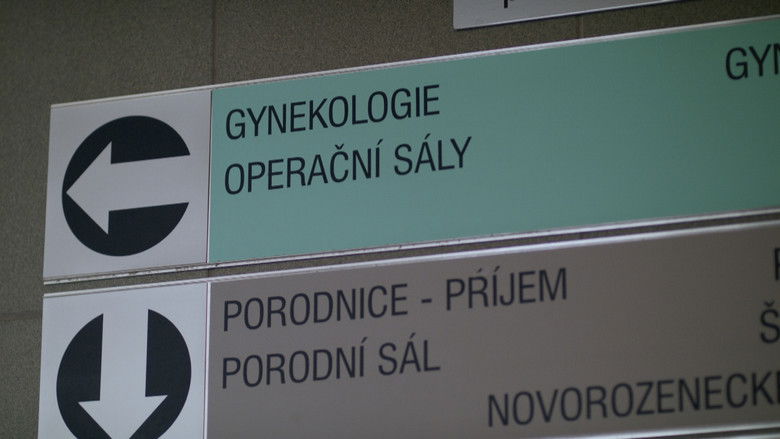 GYNEKOLOGIE
OPERAČNÍ SÁLY
PORODNICE - PŘÍJEM
PORODNÍ SÁL